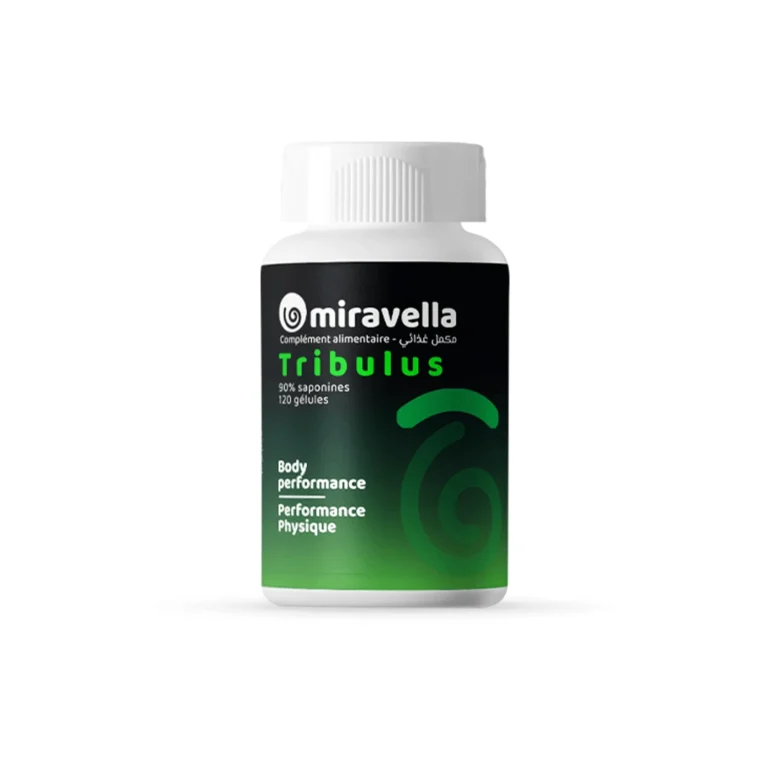 miravella
Complément alimentaire - مكمل غذائي
Tribulus
90% saponines
120 gélules
Body
performance
Performance
Physique